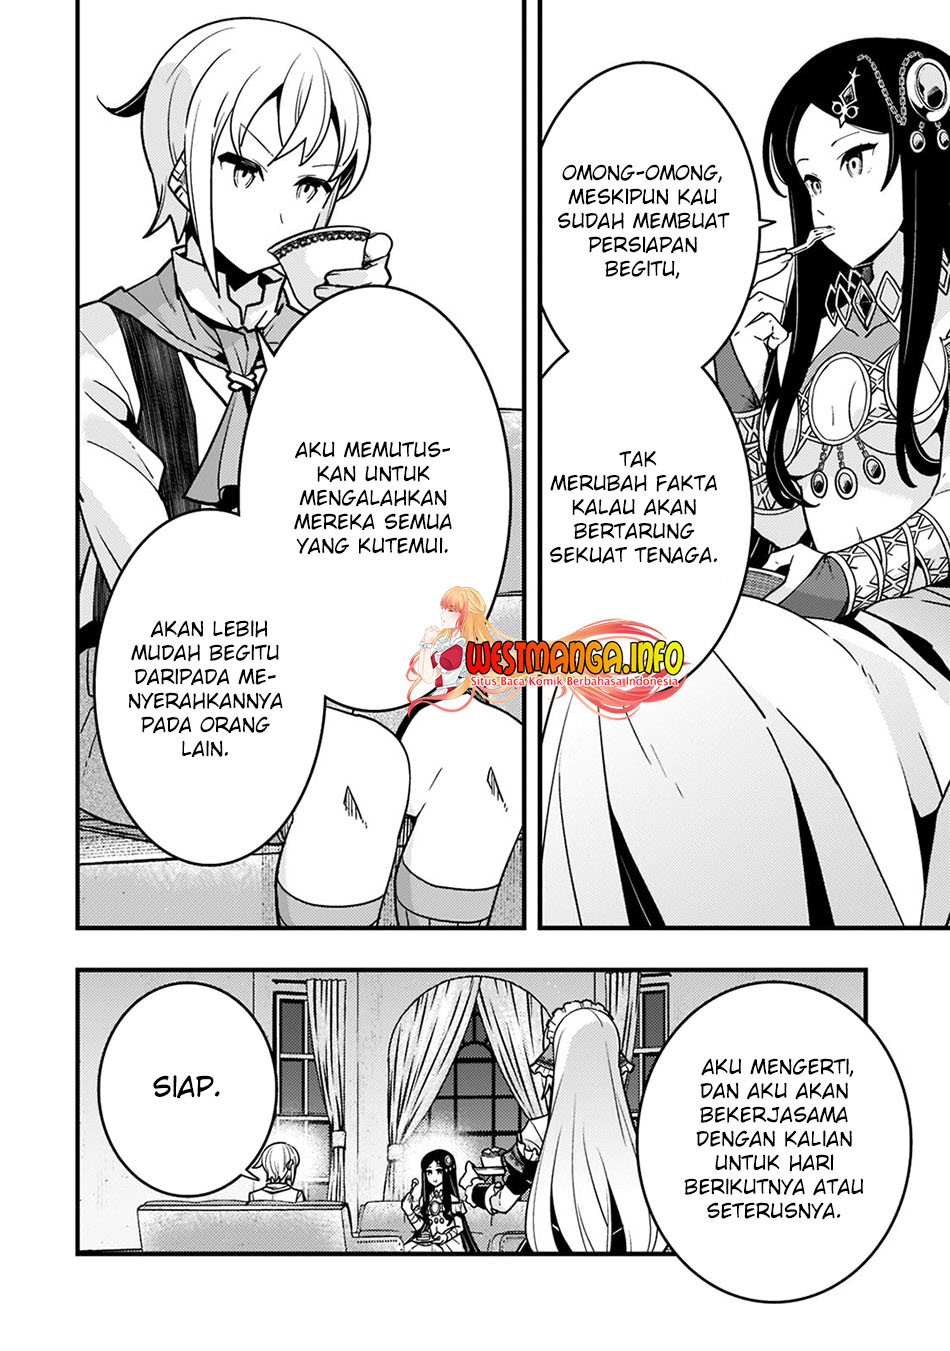 OMONG-OMONG,
MESKIPUN KAU
SUDAH MEMBUAT
PERSIAPAN
BEGITU,
TAK
MERUBAH FAKTA
KALAU AKAN
BERTARUNG
SEKUAT TENAGA.
AKU MEMUTUS-
KAN UNTUK
MENGALAHKAN
MEREKA SEMUA
YANG KUTEMUI.
AKAN LEBIH
MUDAH BEGITU
DARIPADA ME-
NYERAHKANNYA
PADA ORANG
LAIN.
WESTMANGA.INFO
Situs Baca Komik Berbahasa Indonesia
AKU MENGERTI,
DAN AKU AKAN
BEKERJASAMA
DENGAN KALIAN
UNTUK HARI
BERIKUTNYA ATAU
SETERUSNYA.
SIAP.